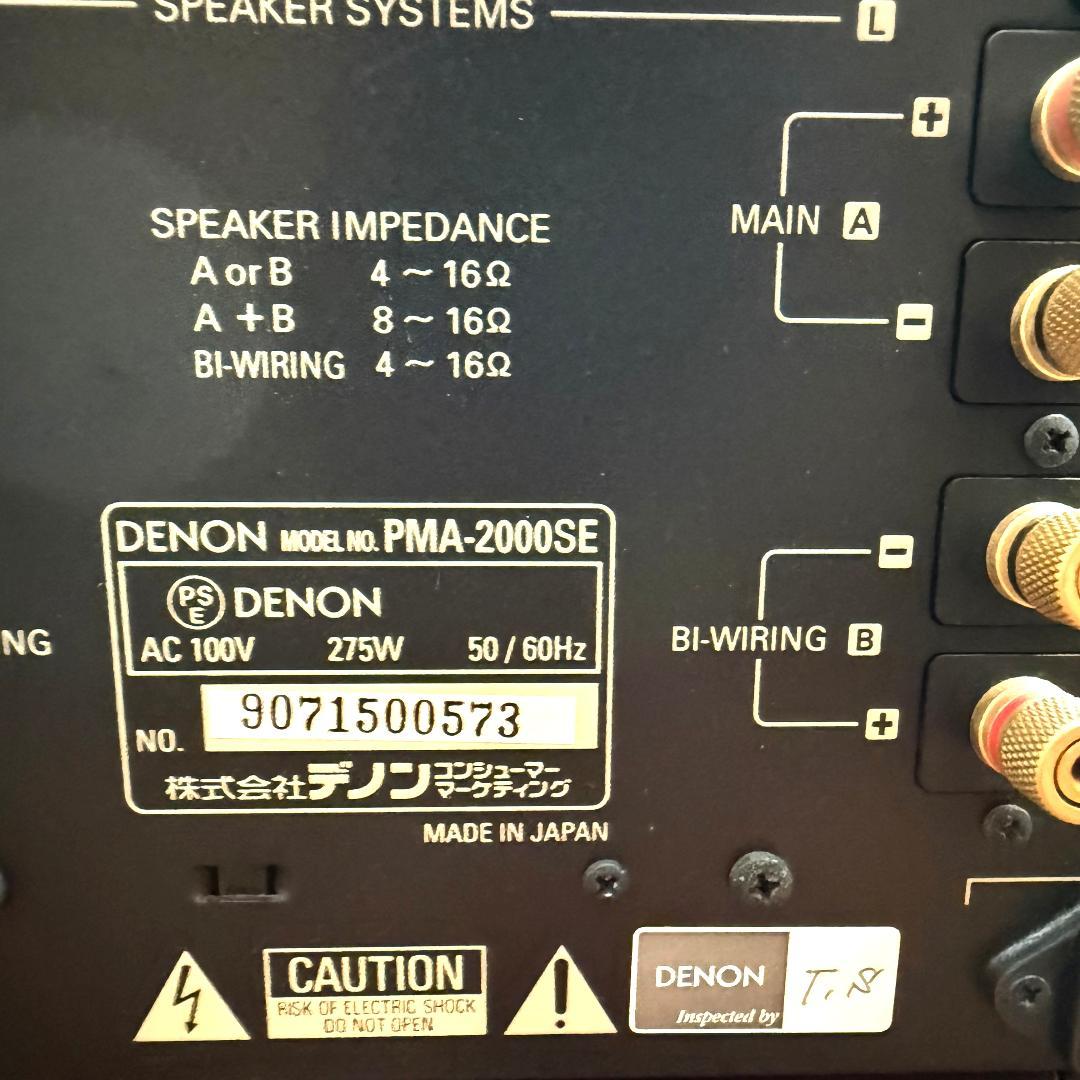 SPEAKER SYSTEMS
L
+
MAIN A
-
SPEAKER IMPEDANCE
A or B 4 ~ 16Ω
A + B 8 ~ 16Ω
BI-WIRING 4 ~ 16Ω
-
BI-WIRING B
+
NG
DENON MODEL NO. PMA-2000SE
PSE DENON
AC 100V 275W 50 / 60Hz
NO. 9071500573
株式会社デノン コンシューマー
マーケティング
MADE IN JAPAN
CAUTION
RISK OF ELECTRIC SHOCK
DO NOT OPEN
!
DENON
Inspected by
T.S